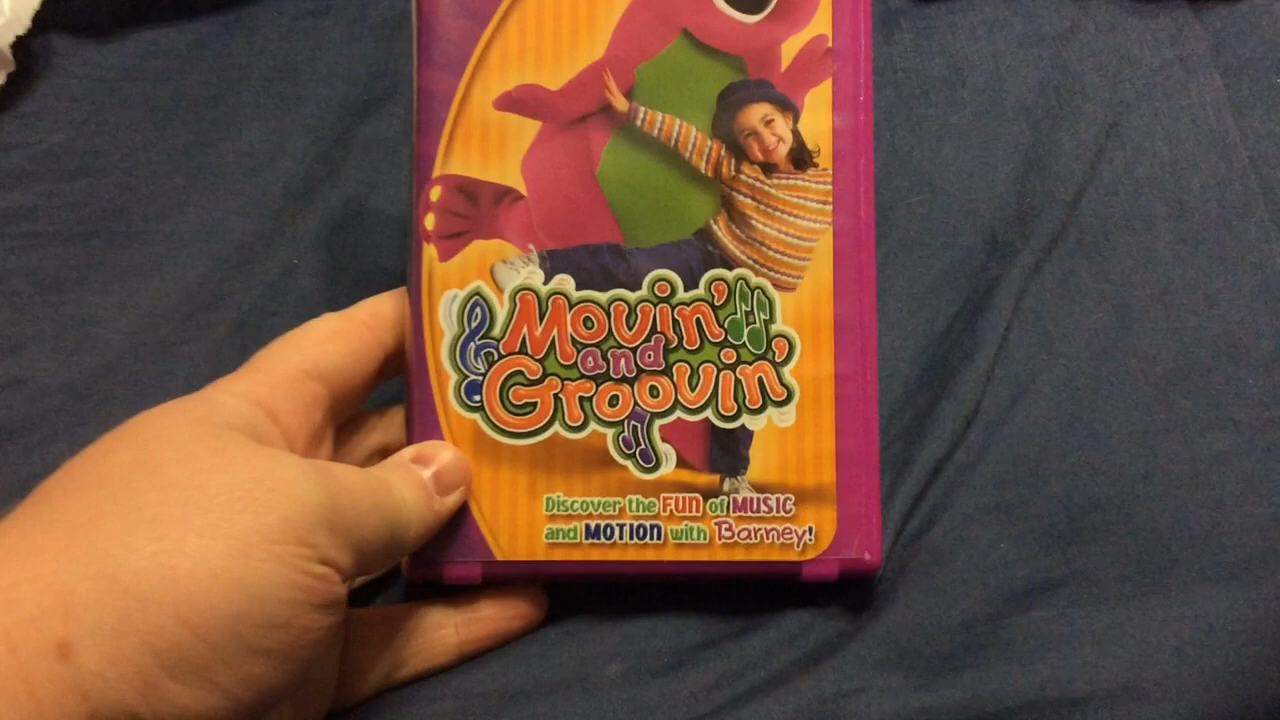 Movin'
and
Groovin'
Discover the FUN of MUSIC
and MOTION with Barney!